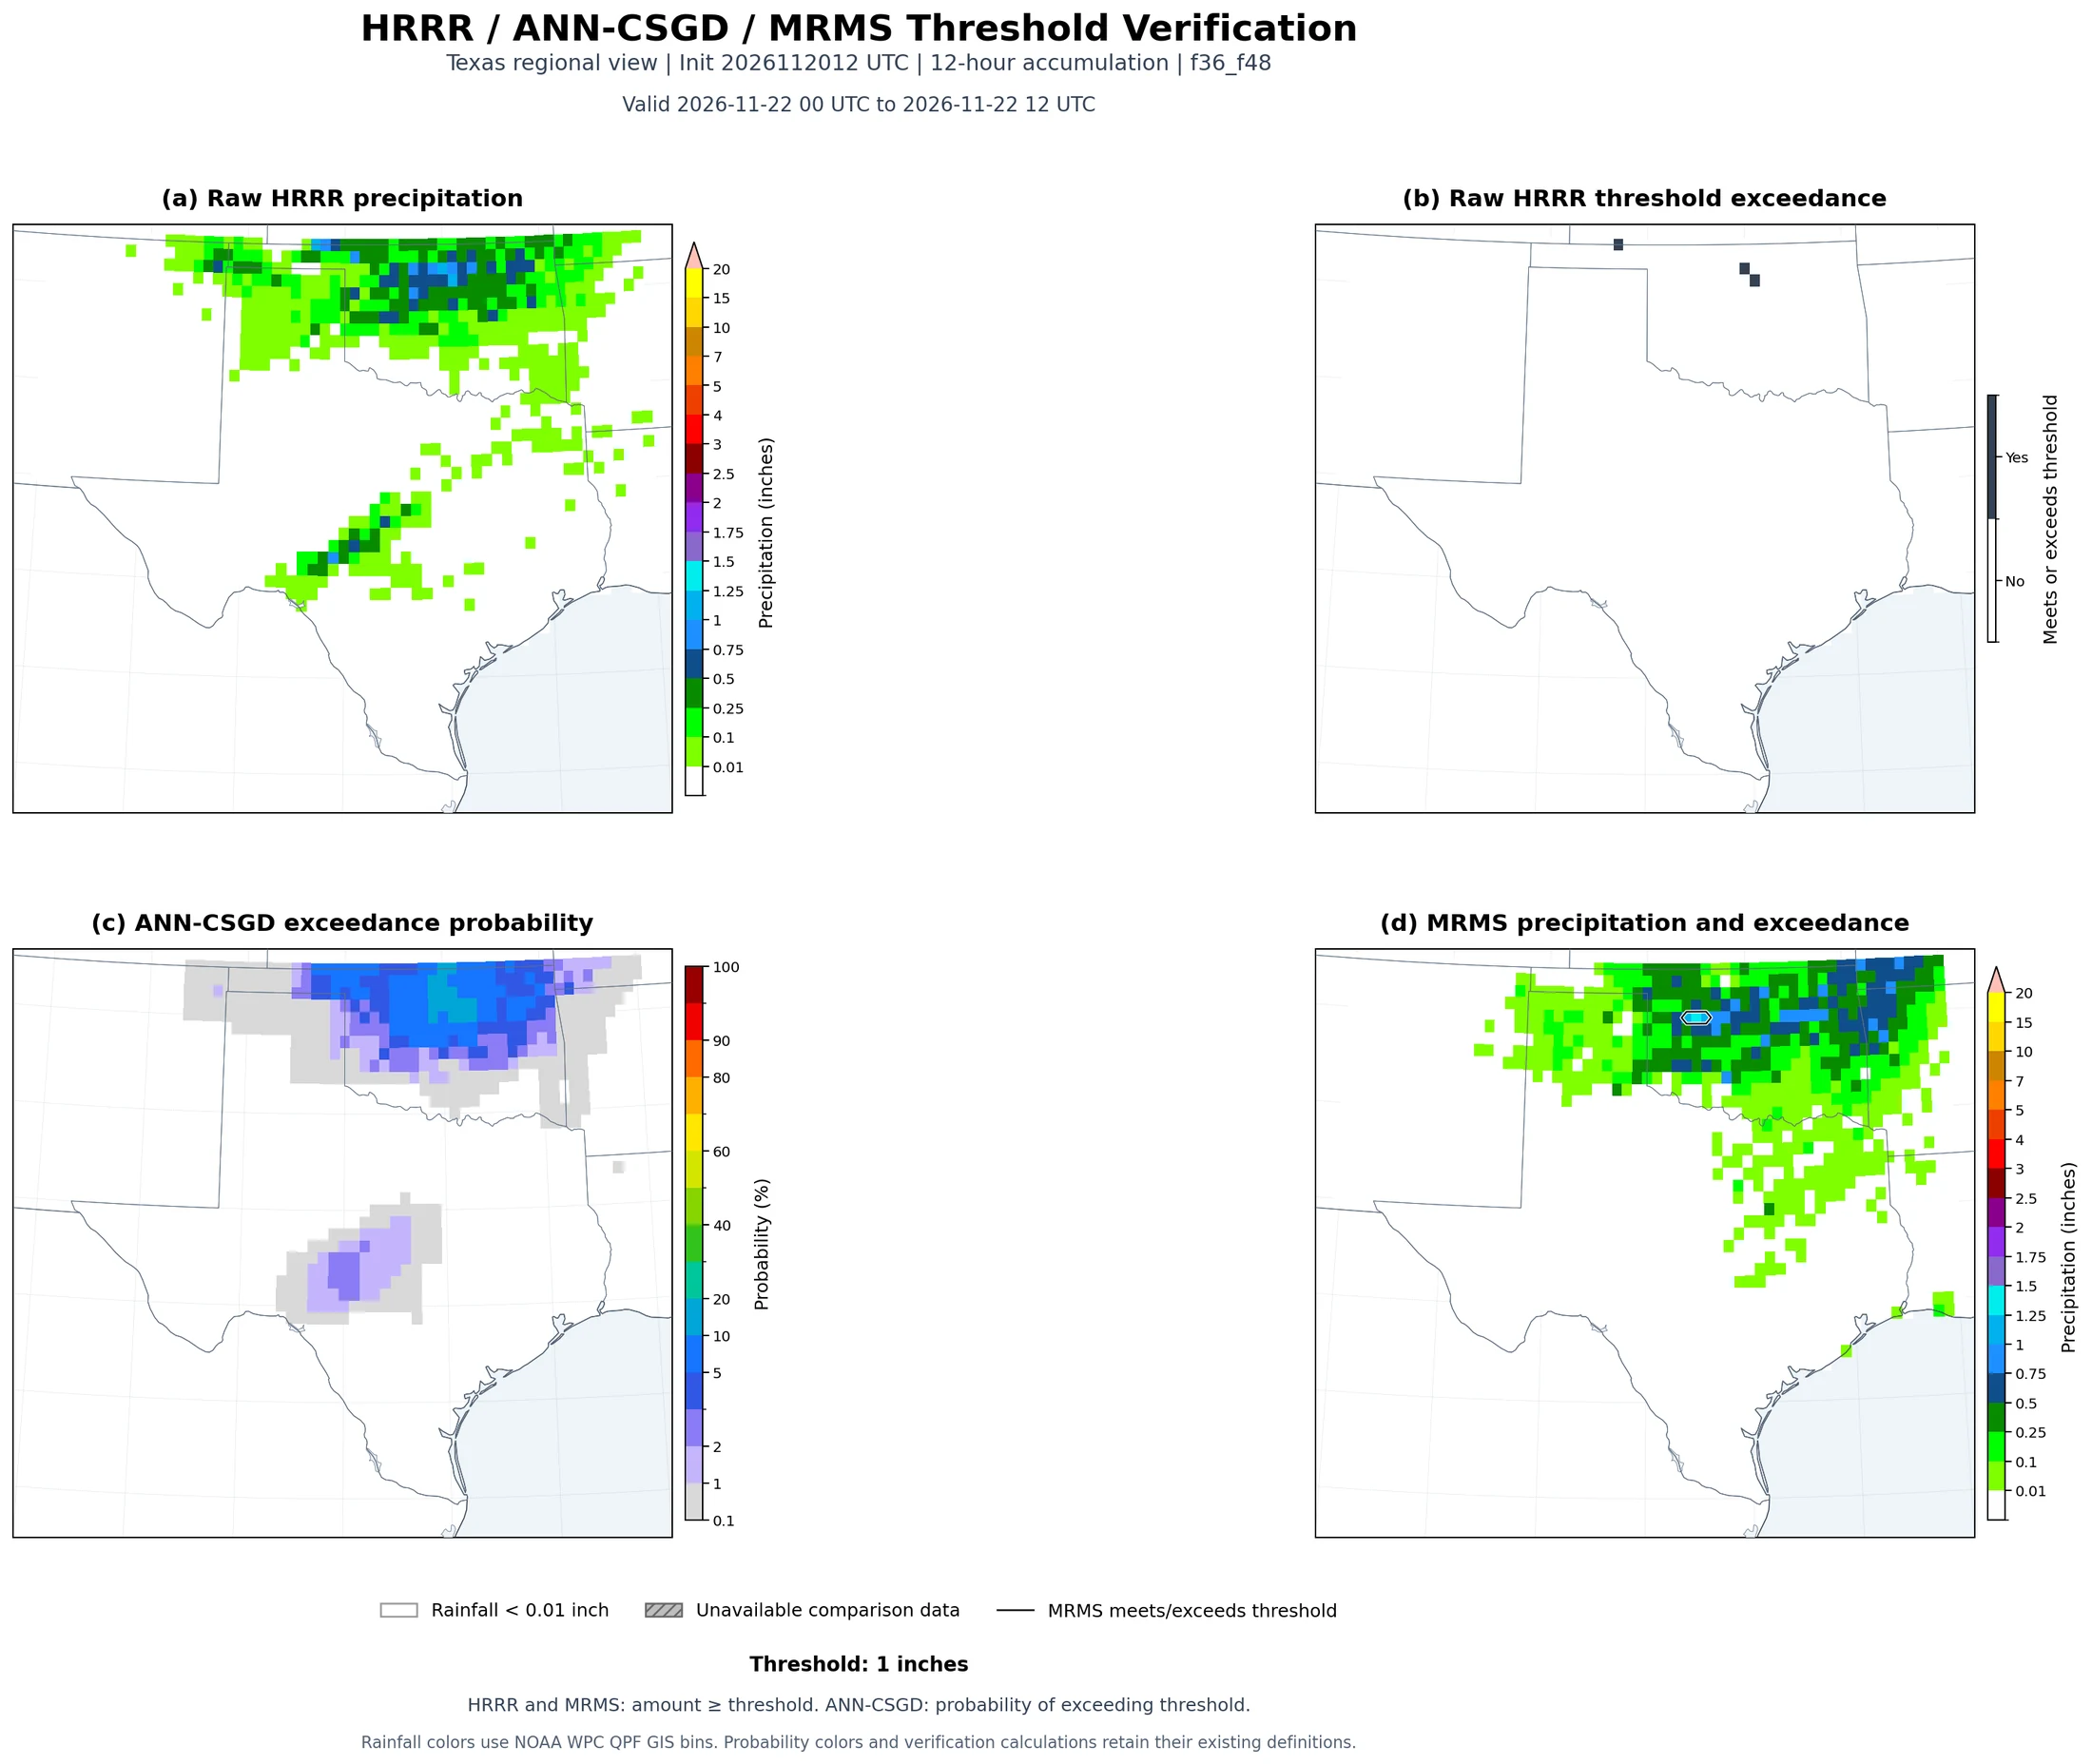 HRRR / ANN-CSGD / MRMS Threshold Verification
Texas regional view | Init 2026112012 UTC | 12-hour accumulation | f36_f48
Valid 2026-11-22 00 UTC to 2026-11-22 12 UTC
(a) Raw HRRR precipitation
20
15
10
7
5
4
3
2.5
2
1.75
1.5
1.25
1
0.75
0.5
0.25
0.1
0.01
Precipitation (inches)
(b) Raw HRRR threshold exceedance
Yes
No
Meets or exceeds threshold
(c) ANN-CSGD exceedance probability
100
90
80
60
40
20
10
5
2
1
0.1
Probability (%)
(d) MRMS precipitation and exceedance
20
15
10
7
5
4
3
2.5
2
1.75
1.5
1.25
1
0.75
0.5
0.25
0.1
0.01
Precipitation (inches)
Rainfall < 0.01 inch
Unavailable comparison data
MRMS meets/exceeds threshold
Threshold: 1 inches
HRRR and MRMS: amount ≥ threshold. ANN-CSGD: probability of exceeding threshold.
Rainfall colors use NOAA WPC QPF GIS bins. Probability colors and verification calculations retain their existing definitions.